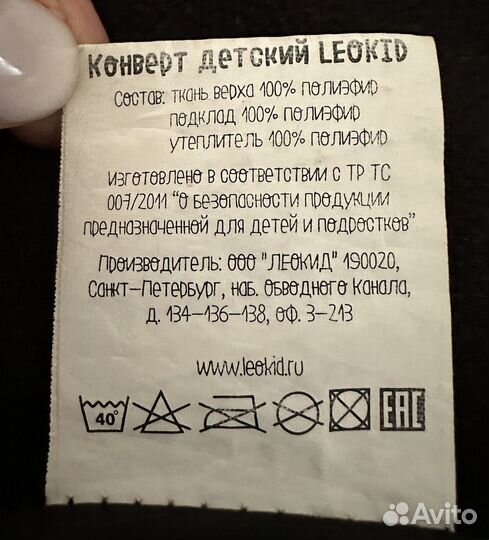 Конверт детский LEOKID
Состав: ткань верха 100% полиэфир
подклад 100% полиэфир
утеплитель 100% полиэфир
изготовлено в соответствии с ТР ТС
007/2011 "О безопасности продукции
предназначенной для детей и подростков"
Производитель: ООО "ЛЕОКИД" 190020,
Санкт-Петербург, наб. Обводного Канала,
д. 134-136-138, оф. 3-213
www.leokid.ru
40° EAC
Avito